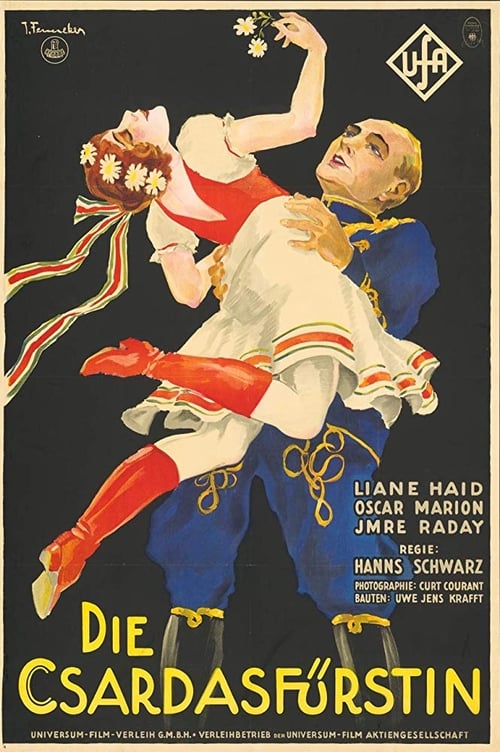 J. Fenneker
UFA
LIANE HAID
OSCAR MARION
JMRE RADAY
REGIE:
HANNS SCHWARZ
PHOTOGRAPHIE: CURT COURANT
BAUTEN: UWE JENS KRAFFT
DIE
CSARDASFÜRSTIN
UNIVERSUM-FILM-VERLEIH G.M.B.H. • VERLEIHBETRIEB DER UNIVERSUM-FILM AKTIENGESELLSCHAFT